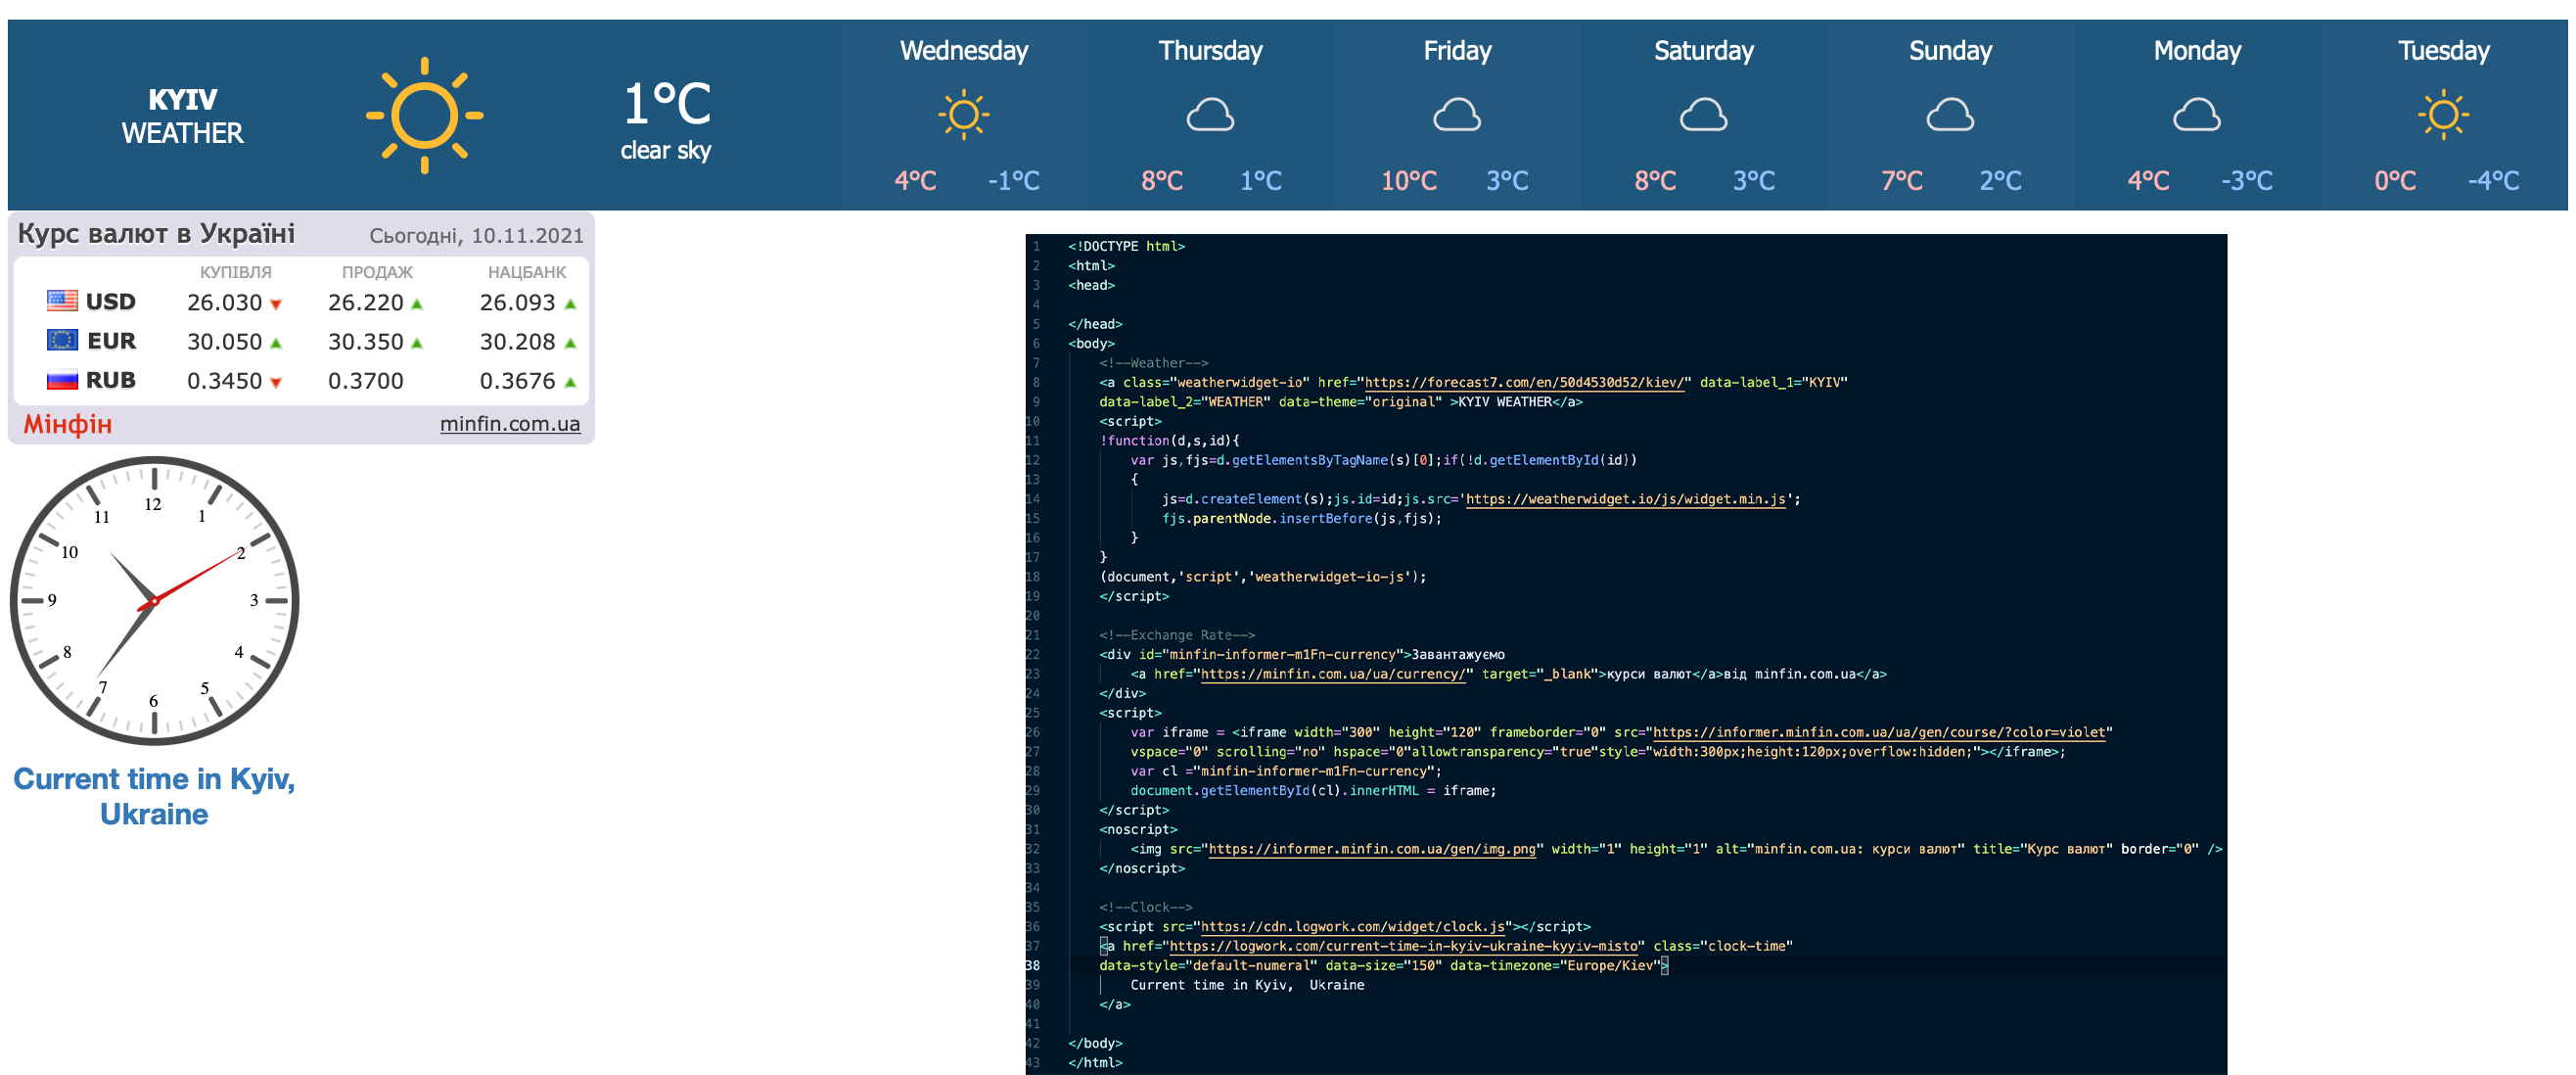 KYIV
WEATHER
1°C
clear sky
Wednesday
4°C -1°C
Thursday
8°C 1°C
Friday
10°C 3°C
Saturday
8°C 3°C
Sunday
7°C 2°C
Monday
4°C -3°C
Tuesday
0°C -4°C
Курс валют в Україні Сьогодні, 10.11.2021
КУПІВЛЯ ПРОДАЖ НАЦБАНК
USD 26.030 26.220 26.093
EUR 30.050 30.350 30.208
RUB 0.3450 0.3700 0.3676
Мінфін minfin.com.ua
12
1
2
3
4
5
6
7
8
9
10
11
Current time in Kyiv,
Ukraine
1 <!DOCTYPE html>
2 <html>
3 <head>
4
5 </head>
6 <body>
7 <!--Weather-->
8 <a class="weatherwidget-io" href="https://forecast7.com/en/50d4530d52/kiev/" data-label_1="KYIV"
9 data-label_2="WEATHER" data-theme="original" >KYIV WEATHER</a>
10 <script>
11 !function(d,s,id){
12 var js,fjs=d.getElementsByTagName(s)[0];if(!d.getElementById(id))
13 {
14 js=d.createElement(s);js.id=id;js.src='https://weatherwidget.io/js/widget.min.js';
15 fjs.parentNode.insertBefore(js,fjs);
16 }
17 }
18 (document,'script','weatherwidget-io-js');
19 </script>
20
21 <!--Exchange Rate-->
22 <div id="minfin-informer-m1Fn-currency">Завантажуємо
23 <a href="https://minfin.com.ua/ua/currency/" target="_blank">курси валют</a>від minfin.com.ua</a>
24 </div>
25 <script>
26 var iframe = <iframe width="300" height="120" frameborder="0" src="https://informer.minfin.com.ua/ua/gen/course/?color=violet"
27 vspace="0" scrolling="no" hspace="0"allowtransparency="true"style="width:300px;height:120px;overflow:hidden;"></iframe>;
28 var cl ="minfin-informer-m1Fn-currency";
29 document.getElementById(cl).innerHTML = iframe;
30 </script>
31 <noscript>
32 <img src="https://informer.minfin.com.ua/gen/img.png" width="1" height="1" alt="minfin.com.ua: курси валют" title="Курс валют" border="0" />
33 </noscript>
34
35 <!--Clock-->
36 <script src="https://cdn.logwork.com/widget/clock.js"></script>
37 <a href="https://logwork.com/current-time-in-kyiv-ukraine-kyyiv-misto" class="clock-time"
38 data-style="default-numeral" data-size="150" data-timezone="Europe/Kiev">
39 Current time in Kyiv, Ukraine
40 </a>
41
42 </body>
43 </html>